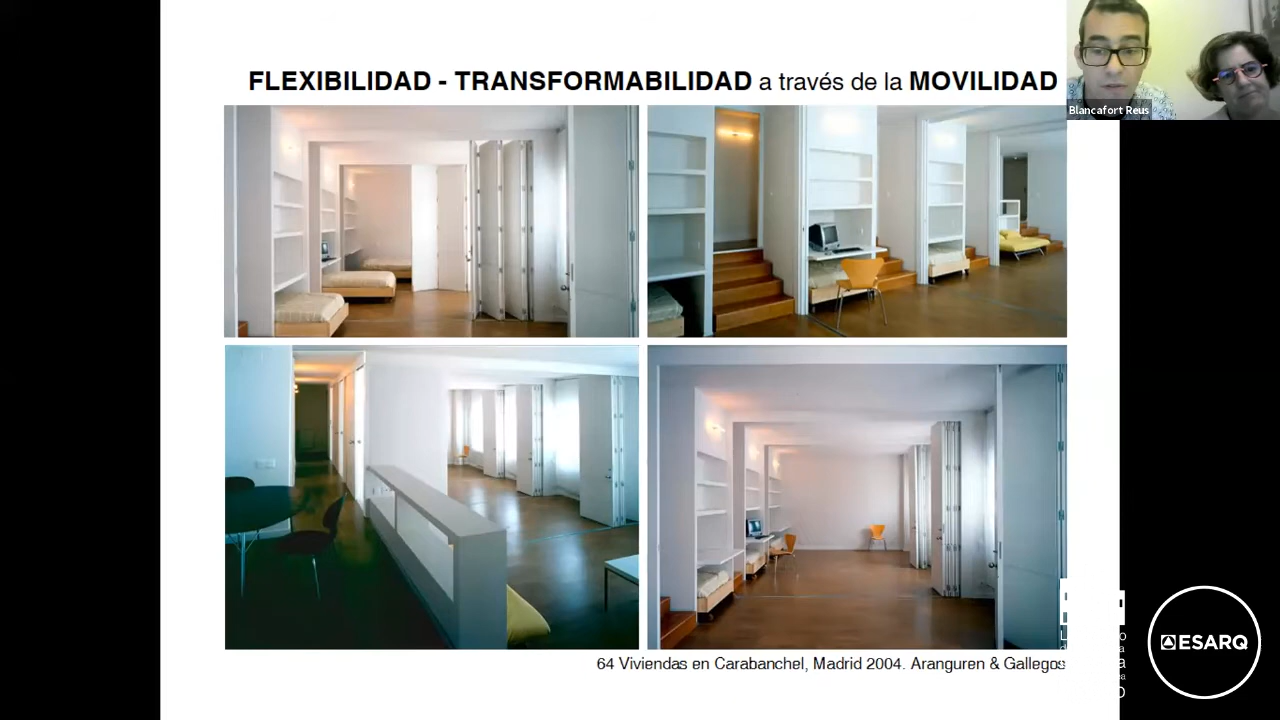 FLEXIBILIDAD - TRANSFORMABILIDAD a través de la MOVILIDAD
Blancafort Reus
64 Viviendas en Carabanchel, Madrid 2004. Aranguren & Gallegos
ESARQ